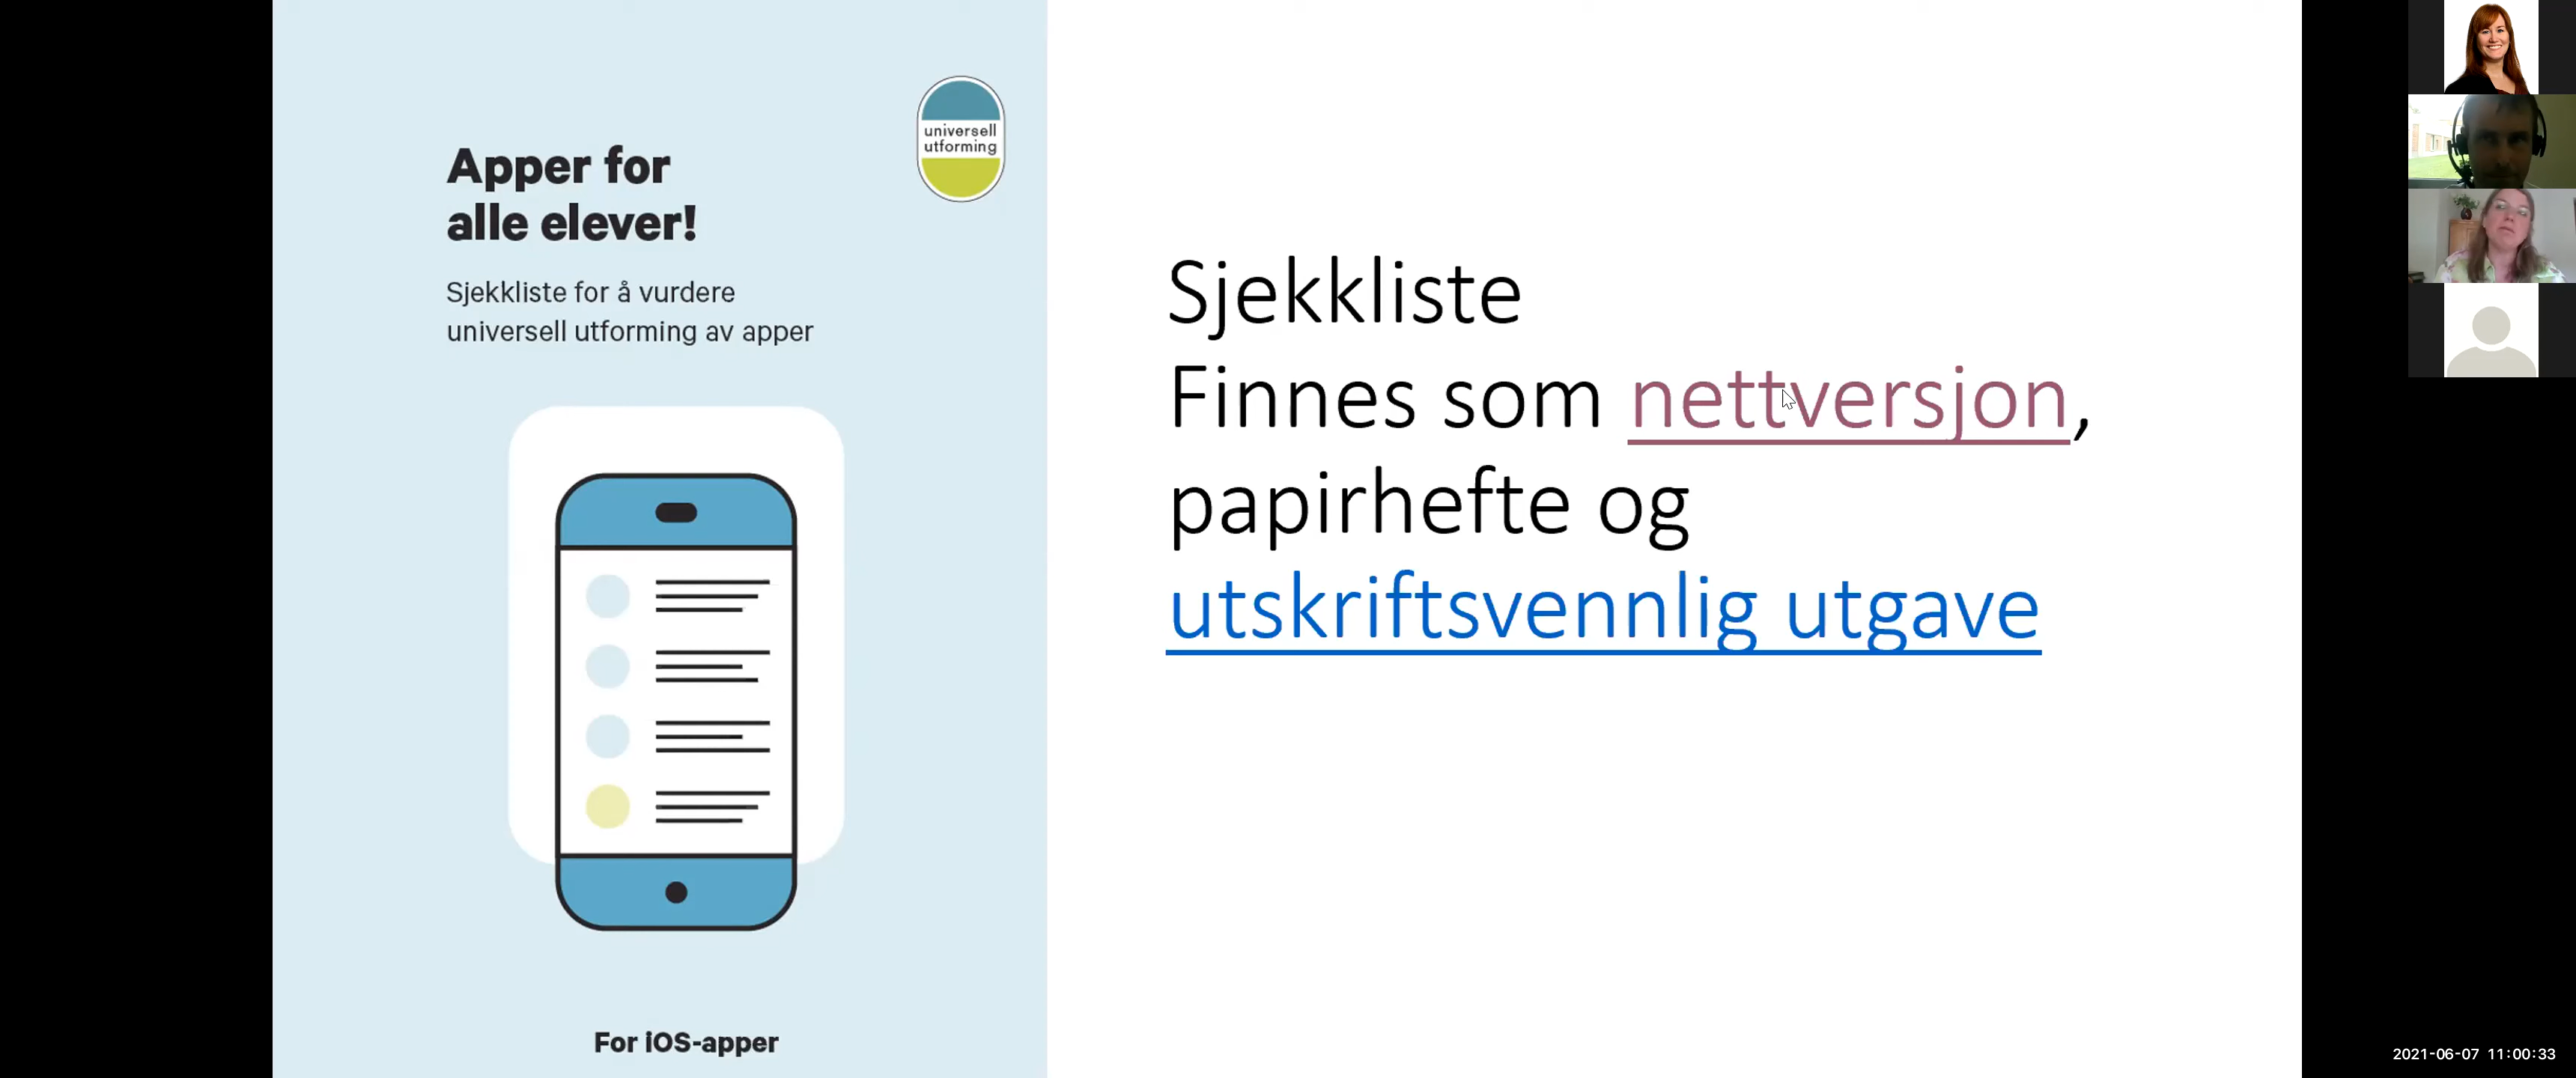 universell
utforming
Apper for
alle elever!
Sjekkliste for å vurdere
universell utforming av apper
For iOS-apper
Sjekkliste
Finnes som nettversjon,
papirhefte og
utskriftsvennlig utgave
2021-06-07 11:00:33